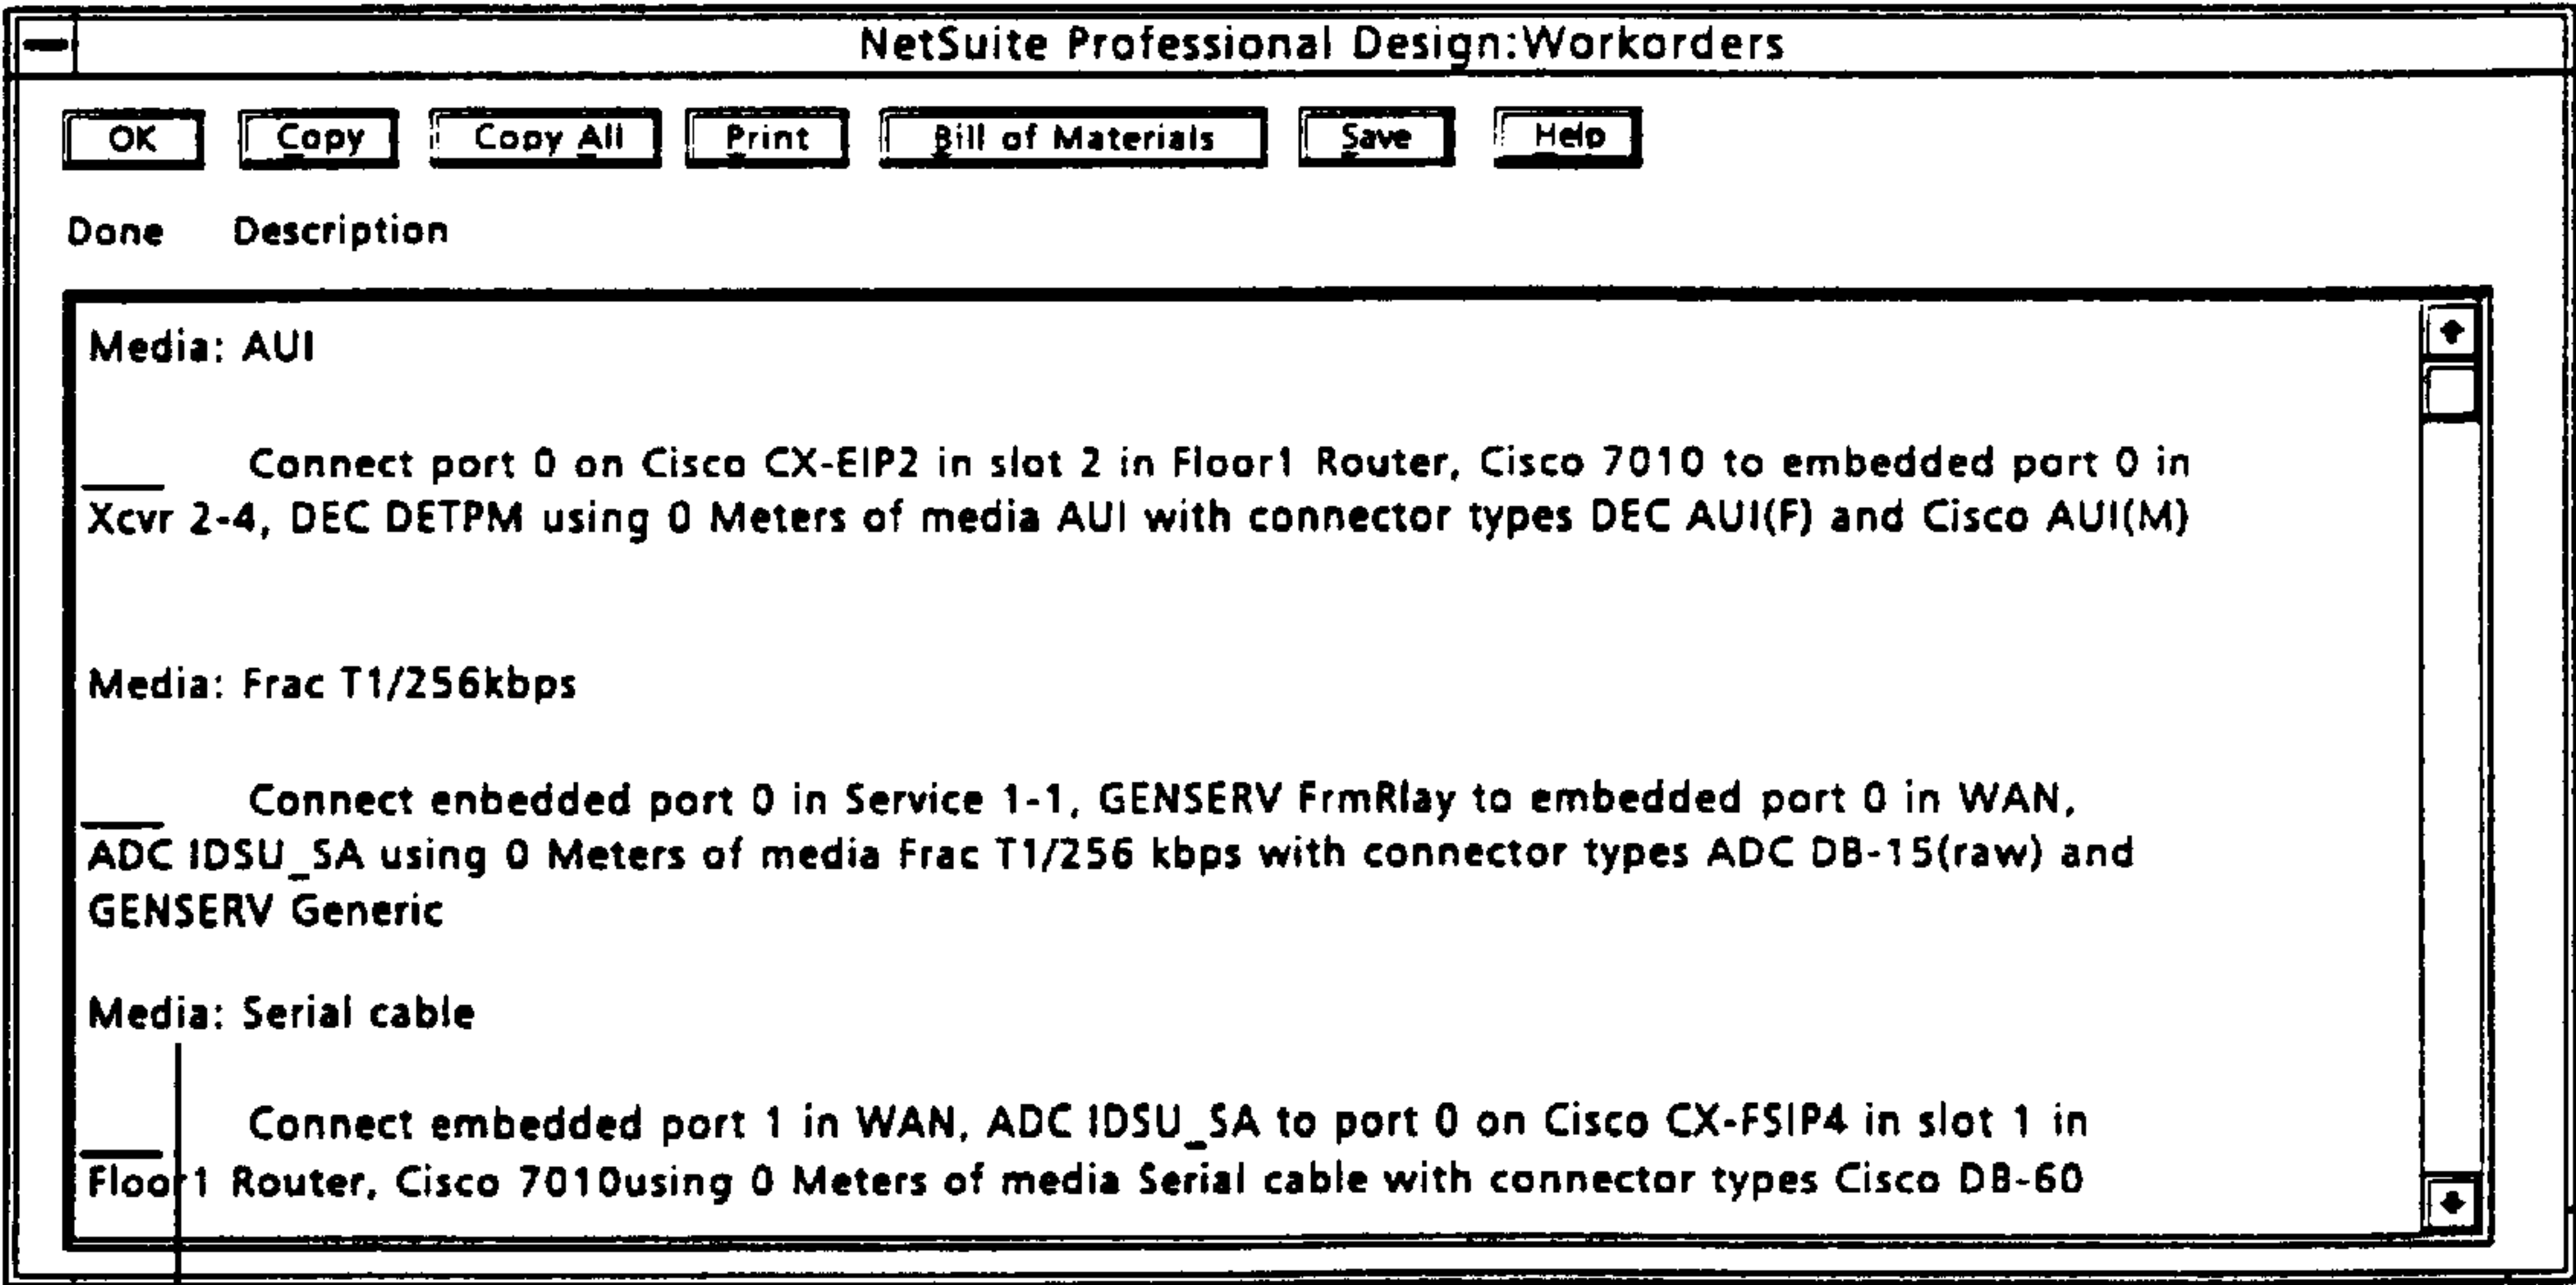 NetSuite Professional Design:Workorders
OK Copy Copy All Print Bill of Materials Save Help
Done Description
Media: AUI
___ Connect port 0 on Cisco CX-EIP2 in slot 2 in Floor1 Router, Cisco 7010 to embedded port 0 in
Xcvr 2-4, DEC DETPM using 0 Meters of media AUI with connector types DEC AUI(F) and Cisco AUI(M)
Media: Frac T1/256kbps
___ Connect enbedded port 0 in Service 1-1, GENSERV FrmRlay to embedded port 0 in WAN,
ADC IDSU_SA using 0 Meters of media Frac T1/256 kbps with connector types ADC DB-15(raw) and
GENSERV Generic
Media: Serial cable
___ Connect embedded port 1 in WAN, ADC IDSU_SA to port 0 on Cisco CX-FSIP4 in slot 1 in
Floor1 Router, Cisco 7010using 0 Meters of media Serial cable with connector types Cisco DB-60